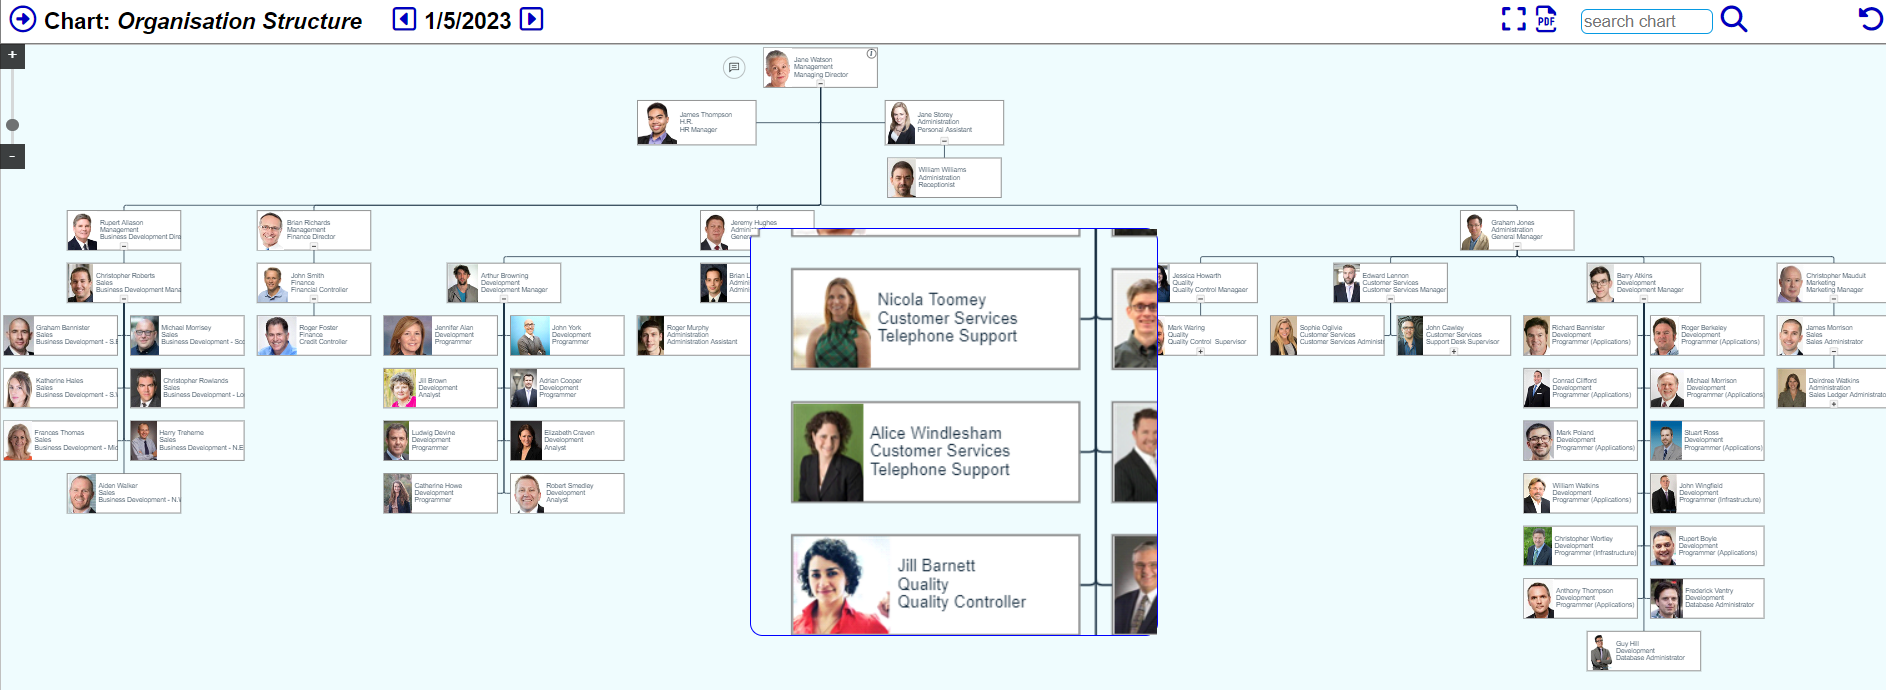 Chart: Organisation Structure
1/5/2023
PDF
search chart
+
-
Jane Watson
Management
Managing Director
James Thompson
H.R.
HR Manager
Jane Storey
Administration
Personal Assistant
William Williams
Administration
Receptionist
Rupert Allason
Management
Business Development Dire
Brian Richards
Management
Finance Director
Jeremy Hughes
Admin
Gener
Graham Jones
Administration
General Manager
Christopher Roberts
Sales
Business Development Mana
John Smith
Finance
Financial Controller
Arthur Browning
Development
Development Manager
Brian L
Admin
Admin
Jessica Howarth
Quality
Quality Control Managaer
Edward Lennon
Customer Services
Customer Services Manager
Barry Atkins
Development
Development Manager
Christopher Mauduit
Marketing
Marketing Manager
Graham Bannister
Sales
Business Development - S.E
Michael Morrisey
Sales
Business Development - Sco
Roger Foster
Finance
Credit Controller
Jennifer Alan
Development
Programmer
John York
Development
Programmer
Roger Murphy
Administration
Administration Assistant
Mark Waring
Quality
Quality Control Supervisor
Sophie Ogilvie
Customer Services
Customer Services Administ
John Cawley
Customer Services
Support Desk Supervisor
Richard Bannister
Development
Programmer (Applications)
Roger Berkeley
Development
Programmer (Applications)
James Morrison
Sales
Sales Administrator
Katherine Hales
Sales
Business Development - S.
Christopher Rowlands
Sales
Business Development - Lo
Jill Brown
Development
Analyst
Adrian Cooper
Development
Programmer
Conrad Clifford
Development
Programmer (Applications)
Michael Morrison
Development
Programmer (Applications)
Deirdree Watkins
Administration
Sales Ledger Administrato
Frances Thomas
Sales
Business Development - Mid
Harry Treherne
Sales
Business Development - N.E
Ludwig Devine
Development
Programmer
Elizabeth Craven
Development
Analyst
Mark Poland
Development
Programmer (Applications)
Stuart Ross
Development
Programmer (Applications)
Aiden Walker
Sales
Business Development - N.
Catherine Howe
Development
Programmer
Robert Smedley
Development
Analyst
William Watkins
Development
Programmer (Applications)
John Wingfield
Development
Programmer (Infrastructure)
Christopher Wortley
Development
Programmer (Infrastructure)
Rupert Boyle
Development
Programmer (Applications)
Anthony Thompson
Development
Programmer (Applications)
Frederick Ventry
Development
Database Administrator
Guy Hill
Development
Database Administrator
Nicola Toomey
Customer Services
Telephone Support
Alice Windlesham
Customer Services
Telephone Support
Jill Barnett
Quality
Quality Controller